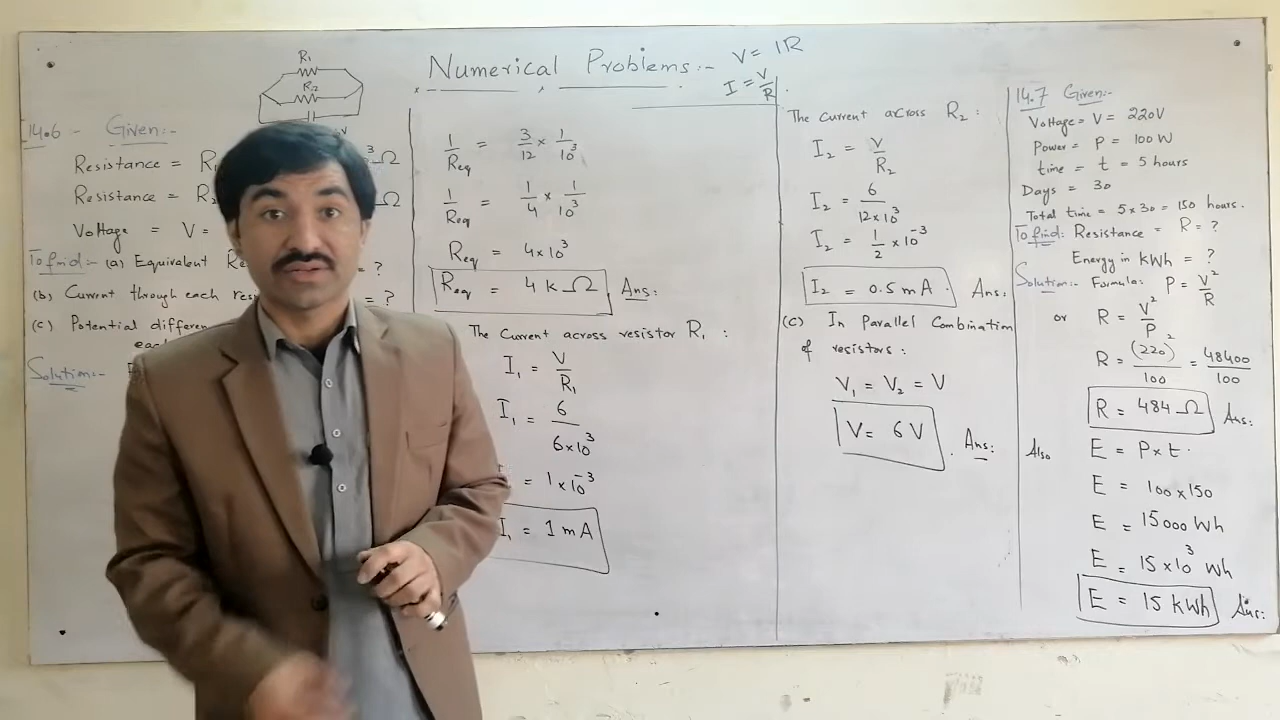 Numerical Problems:-
V = IR
I = V/R
R₁
R₂
V
14.6 :- Given:-
Resistance = R
³ Ω
Resistance = R
Ω
Voltage = V =
To find:- (a) Equivalent Re
= ?
(b) Current through each res
= ?
(c) Potential differen
Solution:-
1/Req = 3/12 × 1/10³
1/Req = 1/4 × 1/10³
Req = 4×10³
Req = 4 k Ω Ans:
The Current across resistor R₁ :
I₁ = V/R₁
I₁ = 6/6×10³
= 1×10⁻³
I₁ = 1 mA
The current across R₂ :
I₂ = V/R₂
I₂ = 6/12×10³
I₂ = 1/2 × 10⁻³
I₂ = 0.5 mA. Ans:
(C) In Parallel Combination
of resistors :
V₁ = V₂ = V
V = 6 V. Ans:
14.7 Given:-
Voltage = V = 220V
Power = P = 100 W
time = t = 5 hours
Days = 30
Total time = 5×30 = 150 hours.
To find: Resistance = R = ?
Energy in kWh = ?
Solution:- Formula: P = V²/R
or R = V²/P
R = (220)²/100 = 48400/100
R = 484 Ω Ans:
Also E = P×t.
E = 100×150
E = 15000 Wh
E = 15×10³ Wh
E = 15 kWh Ans: